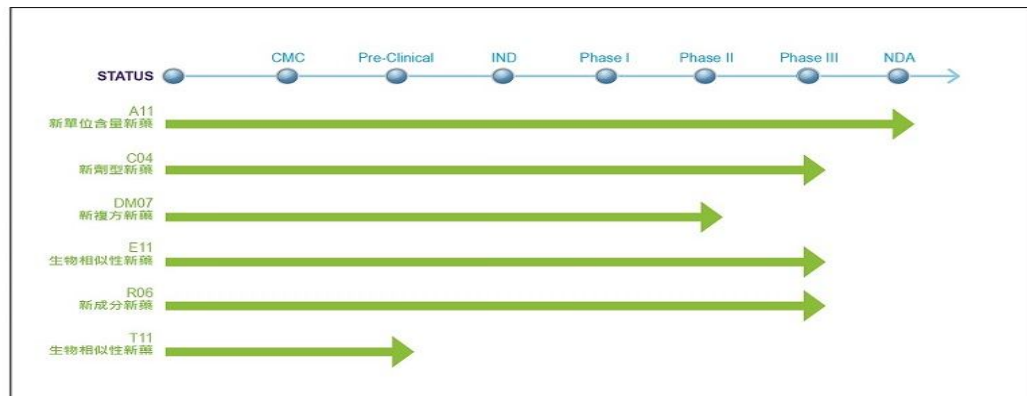 CMC Pre-Clinical IND Phase I Phase II Phase III NDA
STATUS
A11
新單位含量新藥
C04
新劑型新藥
DM07
新複方新藥
E11
生物相似性新藥
R06
新成分新藥
T11
生物相似性新藥